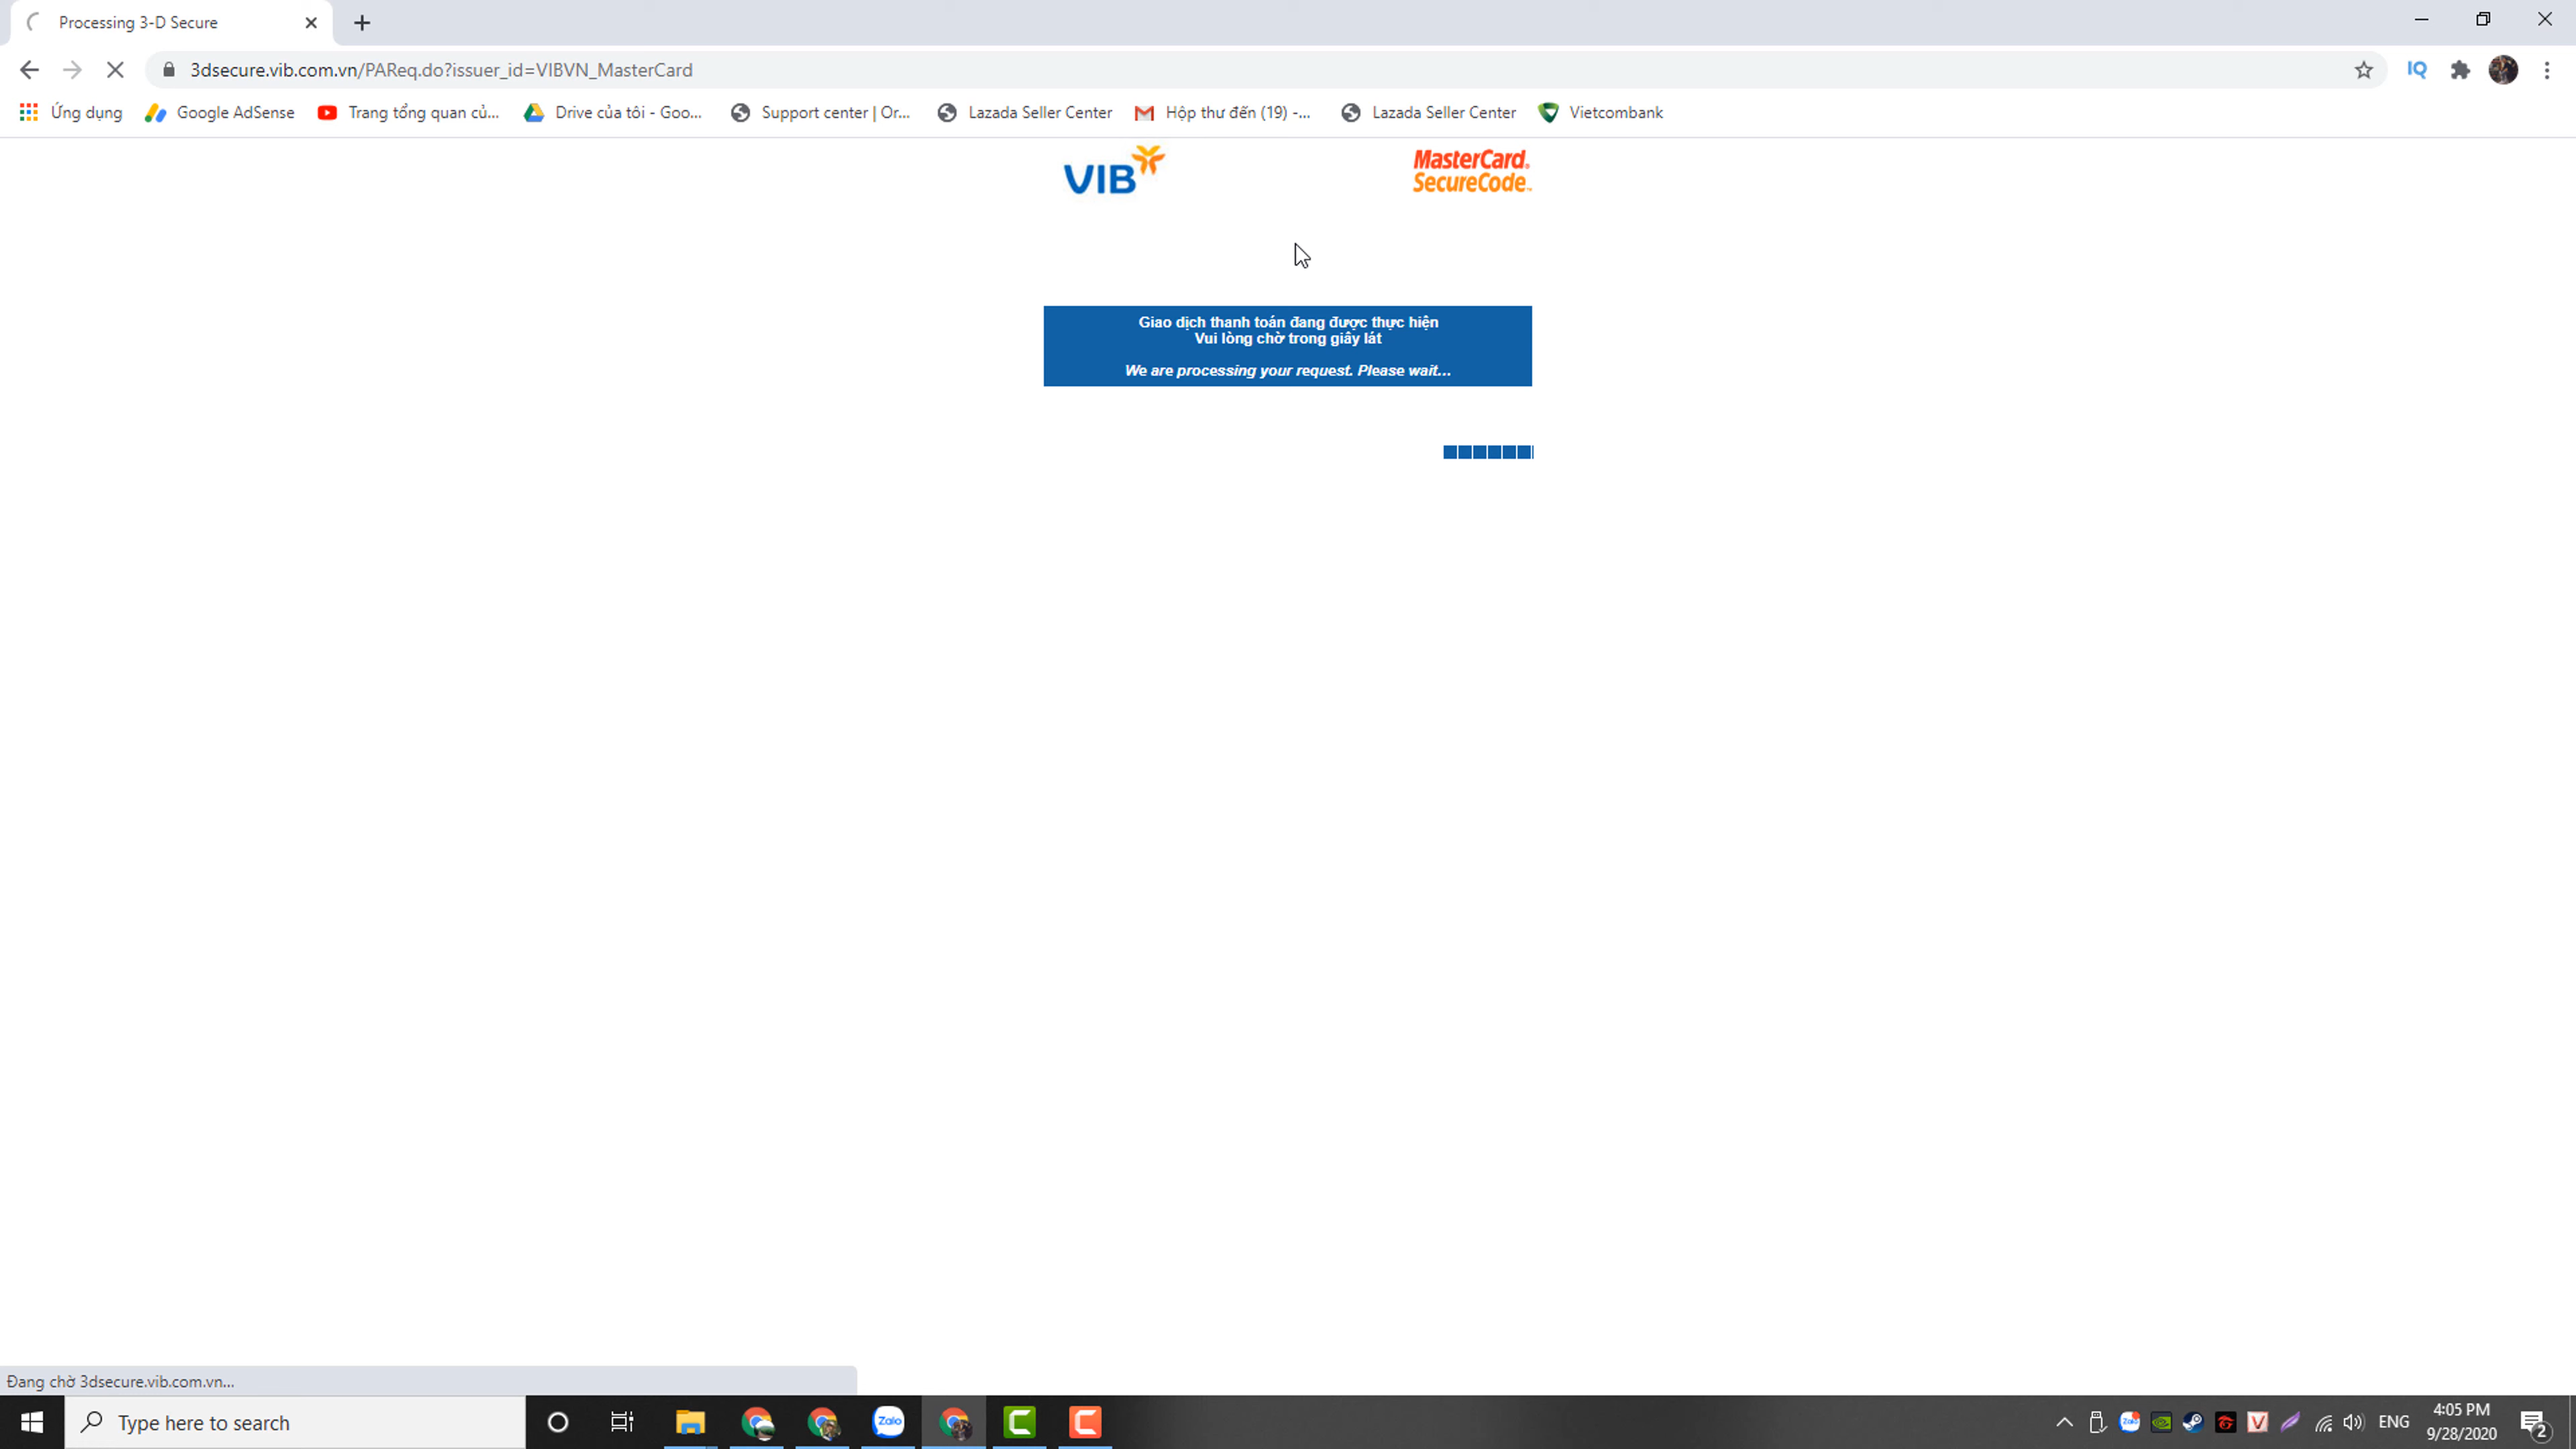 Processing 3-D Secure
3dsecure.vib.com.vn/PAReq.do?issuer_id=VIBVN_MasterCard
IQ
Ứng dụng Google AdSense Trang tổng quan củ... Drive của tôi - Goo... Support center | Or... Lazada Seller Center Hộp thư đến (19) -... Lazada Seller Center Vietcombank
VIB
MasterCard.
SecureCode™
Giao dịch thanh toán đang được thực hiện
Vui lòng chờ trong giây lát
We are processing your request. Please wait...
Đang chờ 3dsecure.vib.com.vn...
Type here to search
Zalo
ENG
4:05 PM
9/28/2020
2